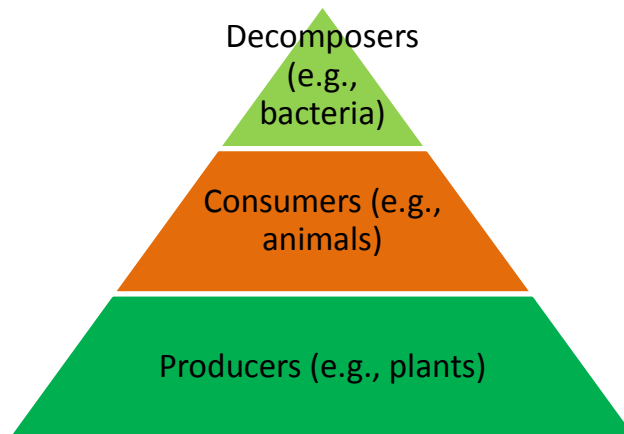 Decomposers
(e.g.,
bacteria)
Consumers (e.g.,
animals)
Producers (e.g., plants)